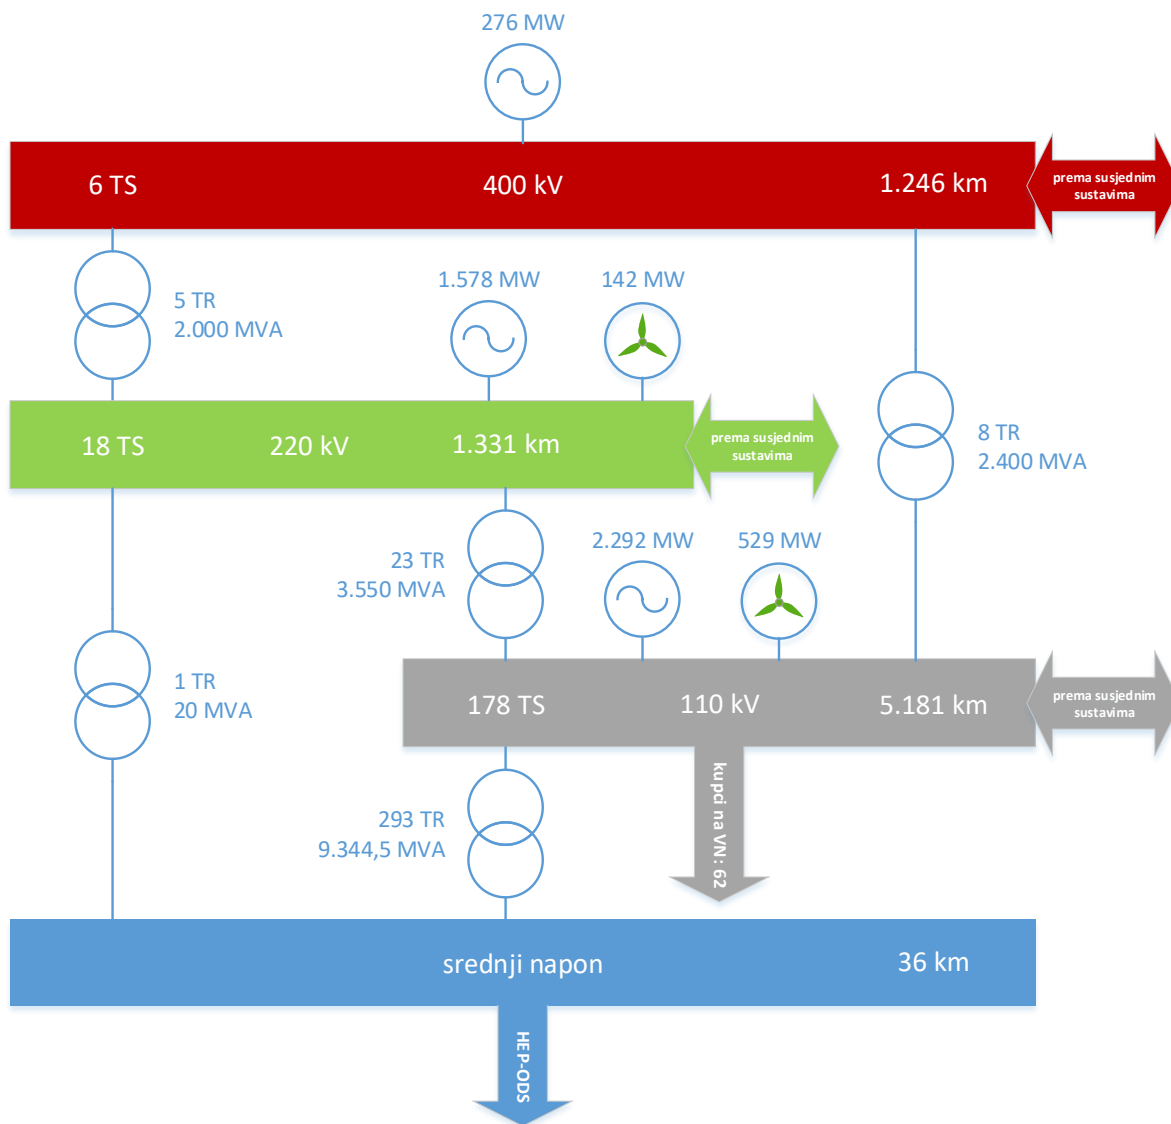 276 MW
6 TS
400 kV
1.246 km
prema susjednim
sustavima
5 TR
2.000 MVA
1.578 MW
142 MW
18 TS
220 kV
1.331 km
prema susjednim
sustavima
8 TR
2.400 MVA
23 TR
3.550 MVA
2.292 MW
529 MW
1 TR
20 MVA
178 TS
110 kV
5.181 km
prema susjednim
sustavima
293 TR
9.344,5 MVA
kupci na VN: 62
srednji napon
36 km
HEP-ODS